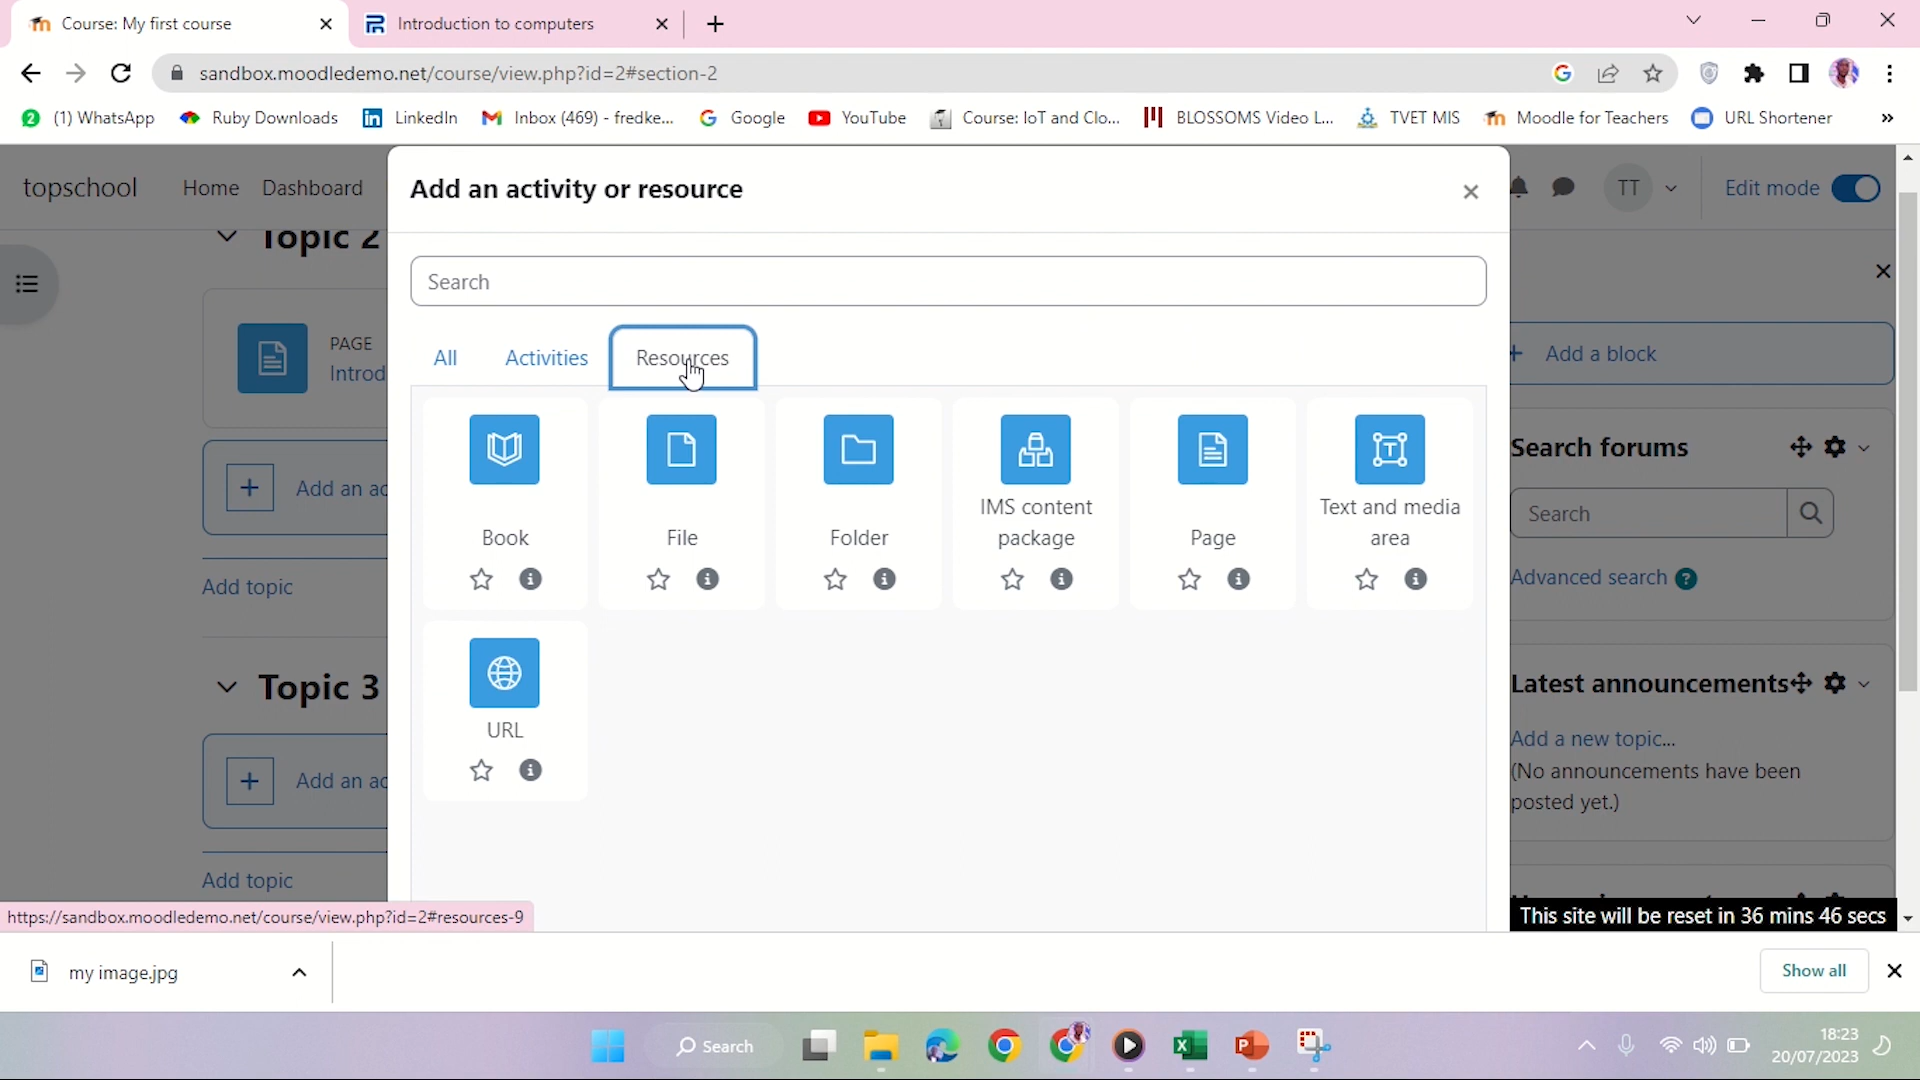 Course: My first course
Introduction to computers
sandbox.moodledemo.net/course/view.php?id=2#section-2
(1) WhatsApp
Ruby Downloads
LinkedIn
Inbox (469) - fredke...
Google
YouTube
Course: IoT and Clo...
BLOSSOMS Video L...
TVET MIS
Moodle for Teachers
URL Shortener
»
topschool
Home
Dashboard
Add an activity or resource
TT
Edit mode
Topic 2
Search
PAGE
Introd
All
Activities
Resources
Add a block
Book
File
Folder
IMS content
package
Page
Text and media
area
Search forums
Search
Advanced search
Add an ac
Add topic
Topic 3
URL
Latest announcements
Add a new topic...
(No announcements have been
posted yet.)
Add an ac
Add topic
https://sandbox.moodledemo.net/course/view.php?id=2#resources-9
This site will be reset in 36 mins 46 secs
my image.jpg
Show all
Search
18:23
20/07/2023